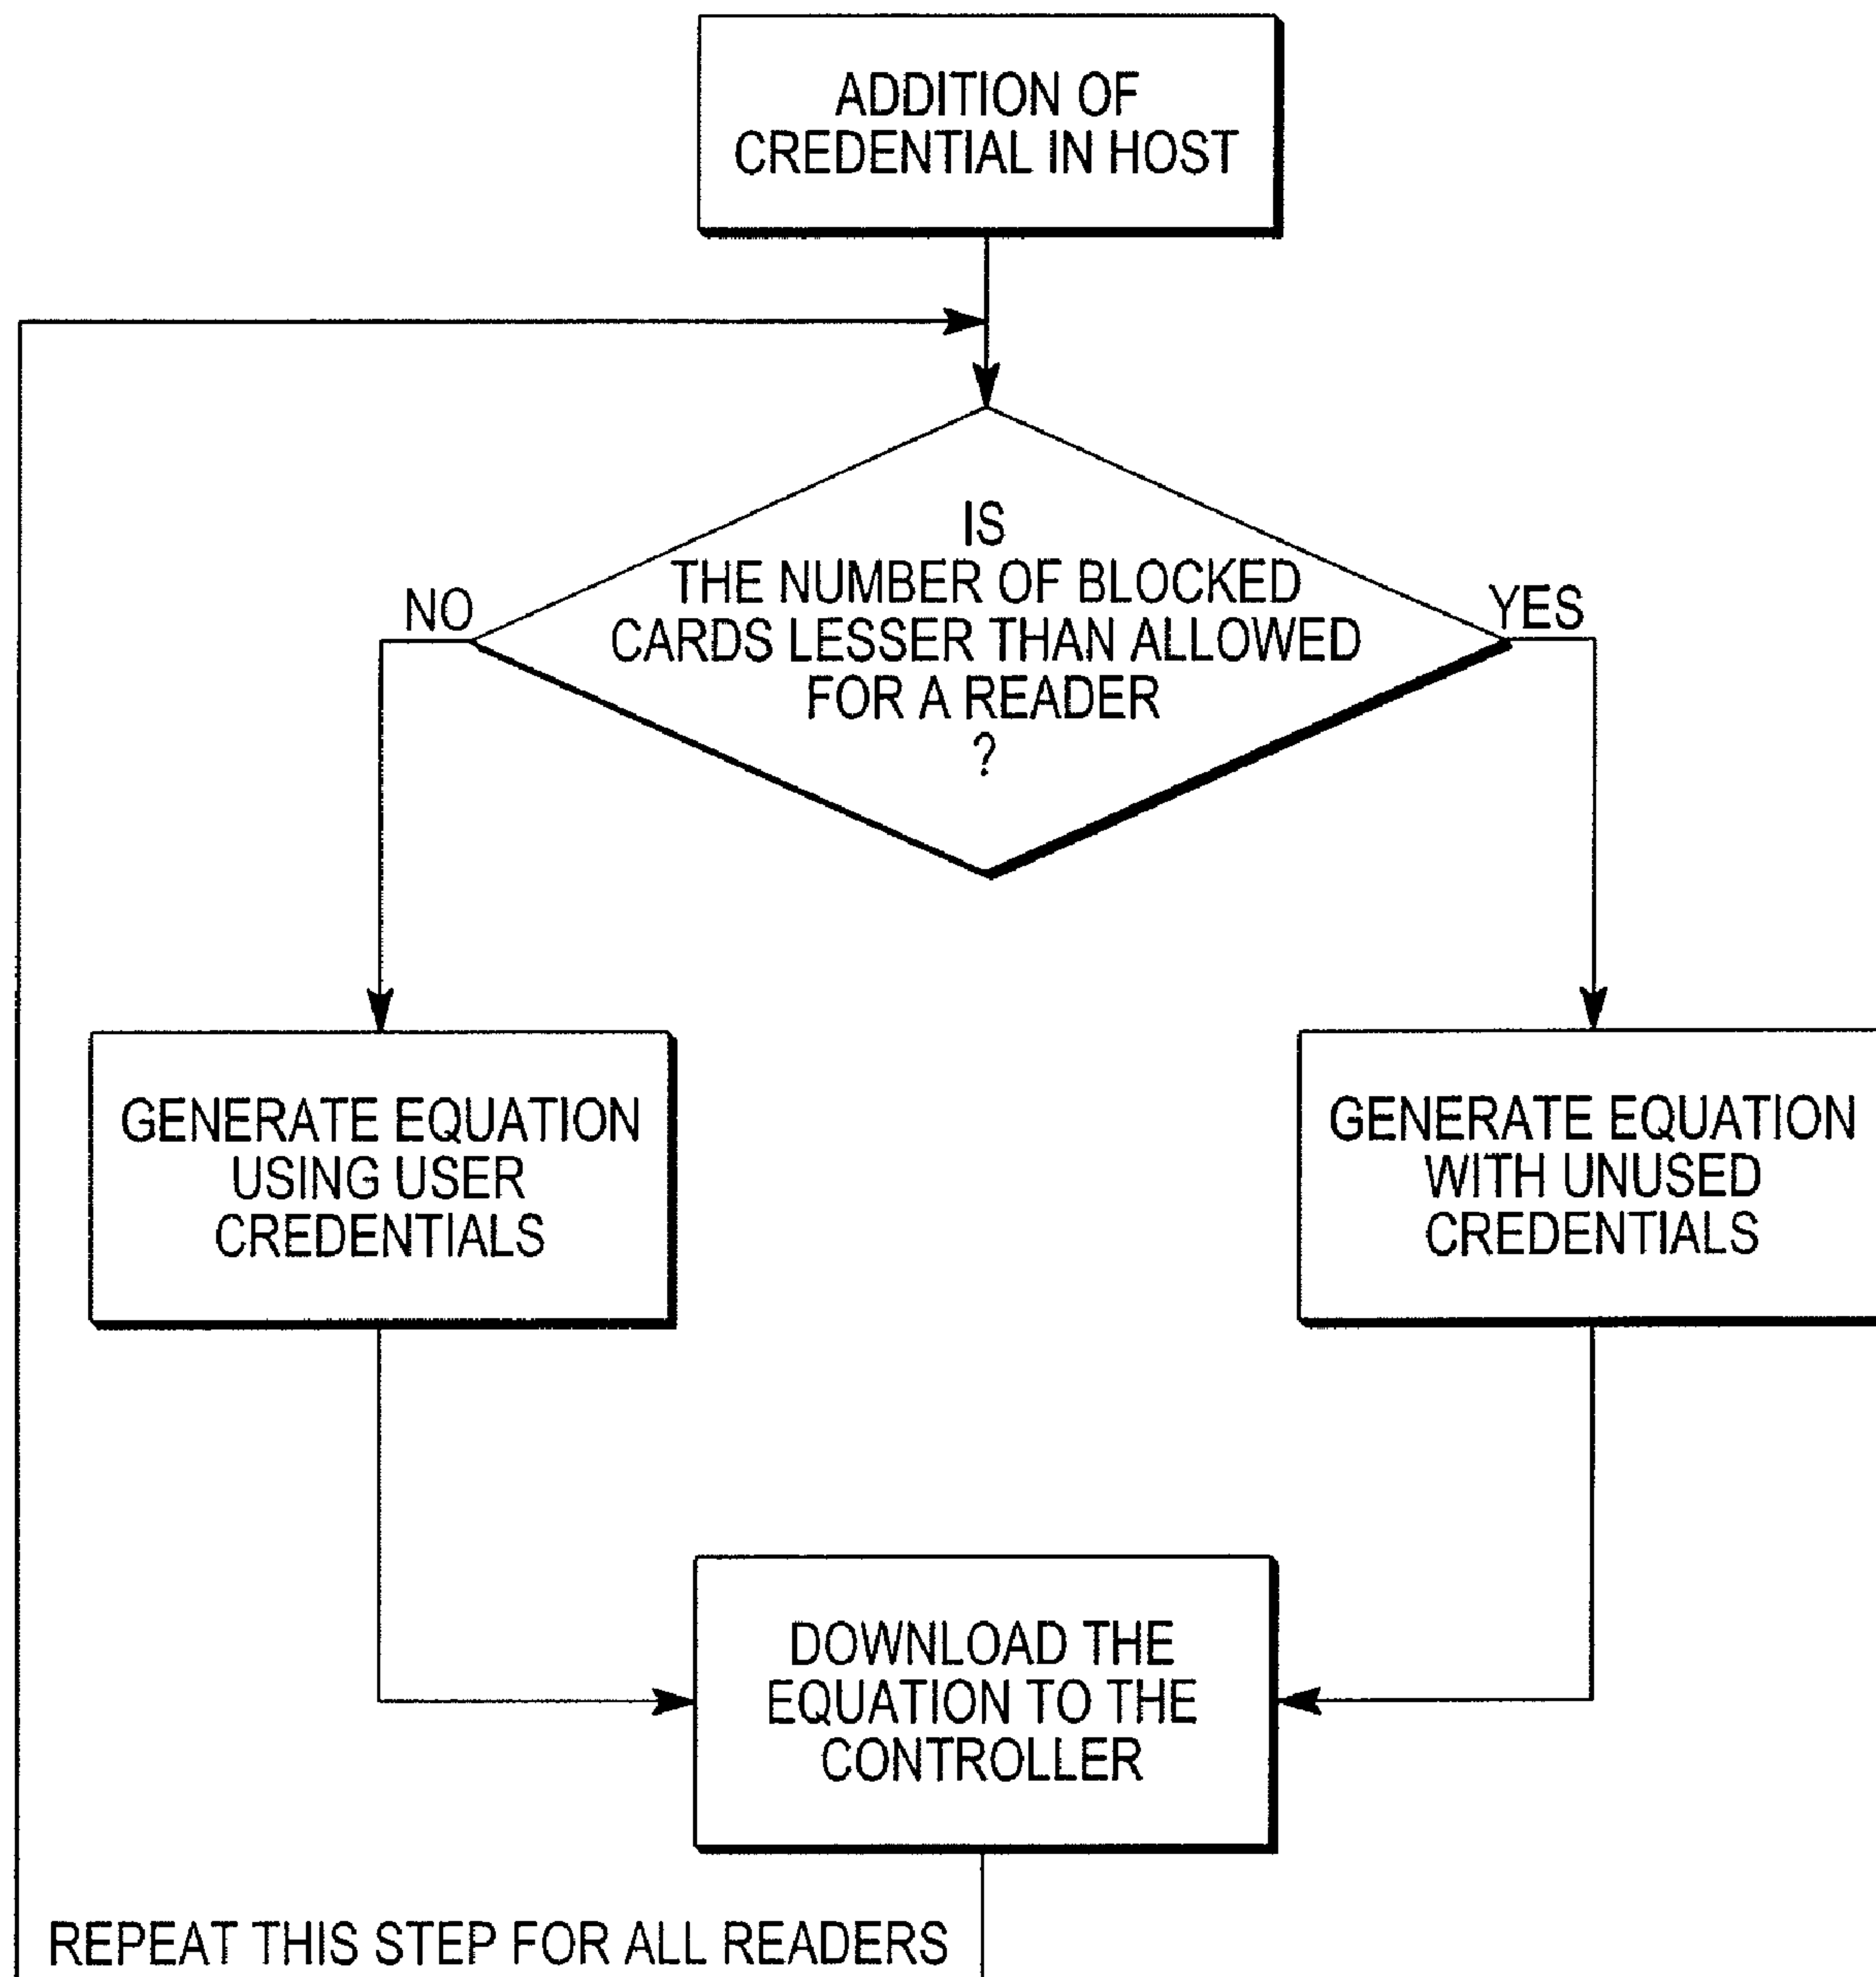 ADDITION OF
CREDENTIAL IN HOST
IS
THE NUMBER OF BLOCKED
CARDS LESSER THAN ALLOWED
FOR A READER
?
NO
YES
GENERATE EQUATION
USING USER
CREDENTIALS
GENERATE EQUATION
WITH UNUSED
CREDENTIALS
DOWNLOAD THE
EQUATION TO THE
CONTROLLER
REPEAT THIS STEP FOR ALL READERS